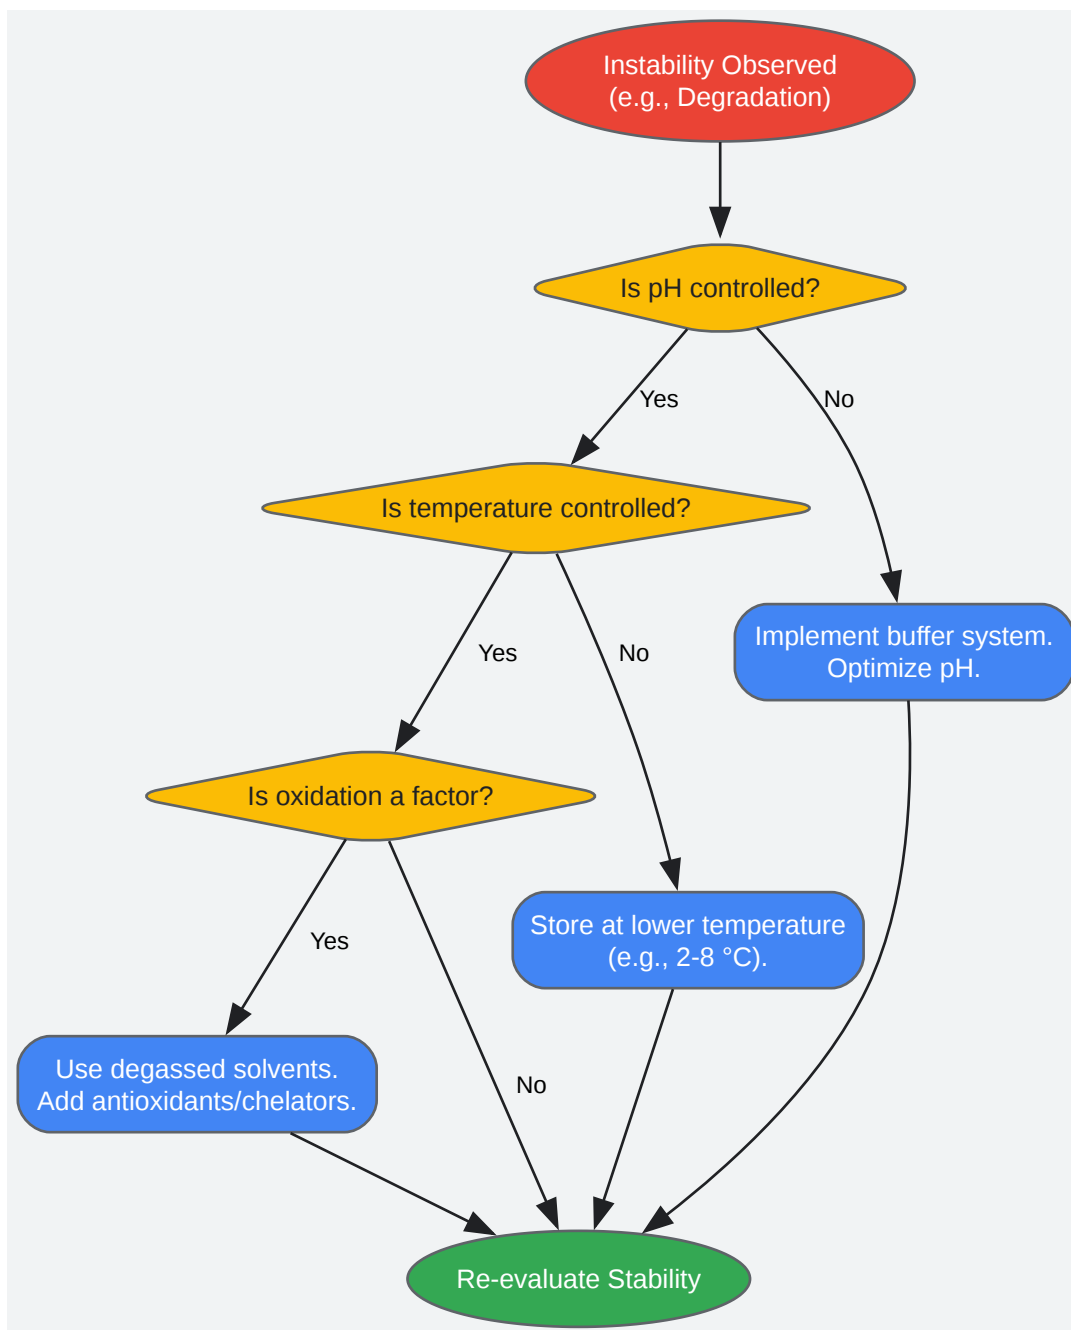 Instability Observed
(e.g., Degradation)
Is pH controlled?
Yes
No
Is temperature controlled?
Yes
No
Implement buffer system.
Optimize pH.
Is oxidation a factor?
Yes
No
Store at lower temperature
(e.g., 2-8 °C).
Use degassed solvents.
Add antioxidants/chelators.
Re-evaluate Stability